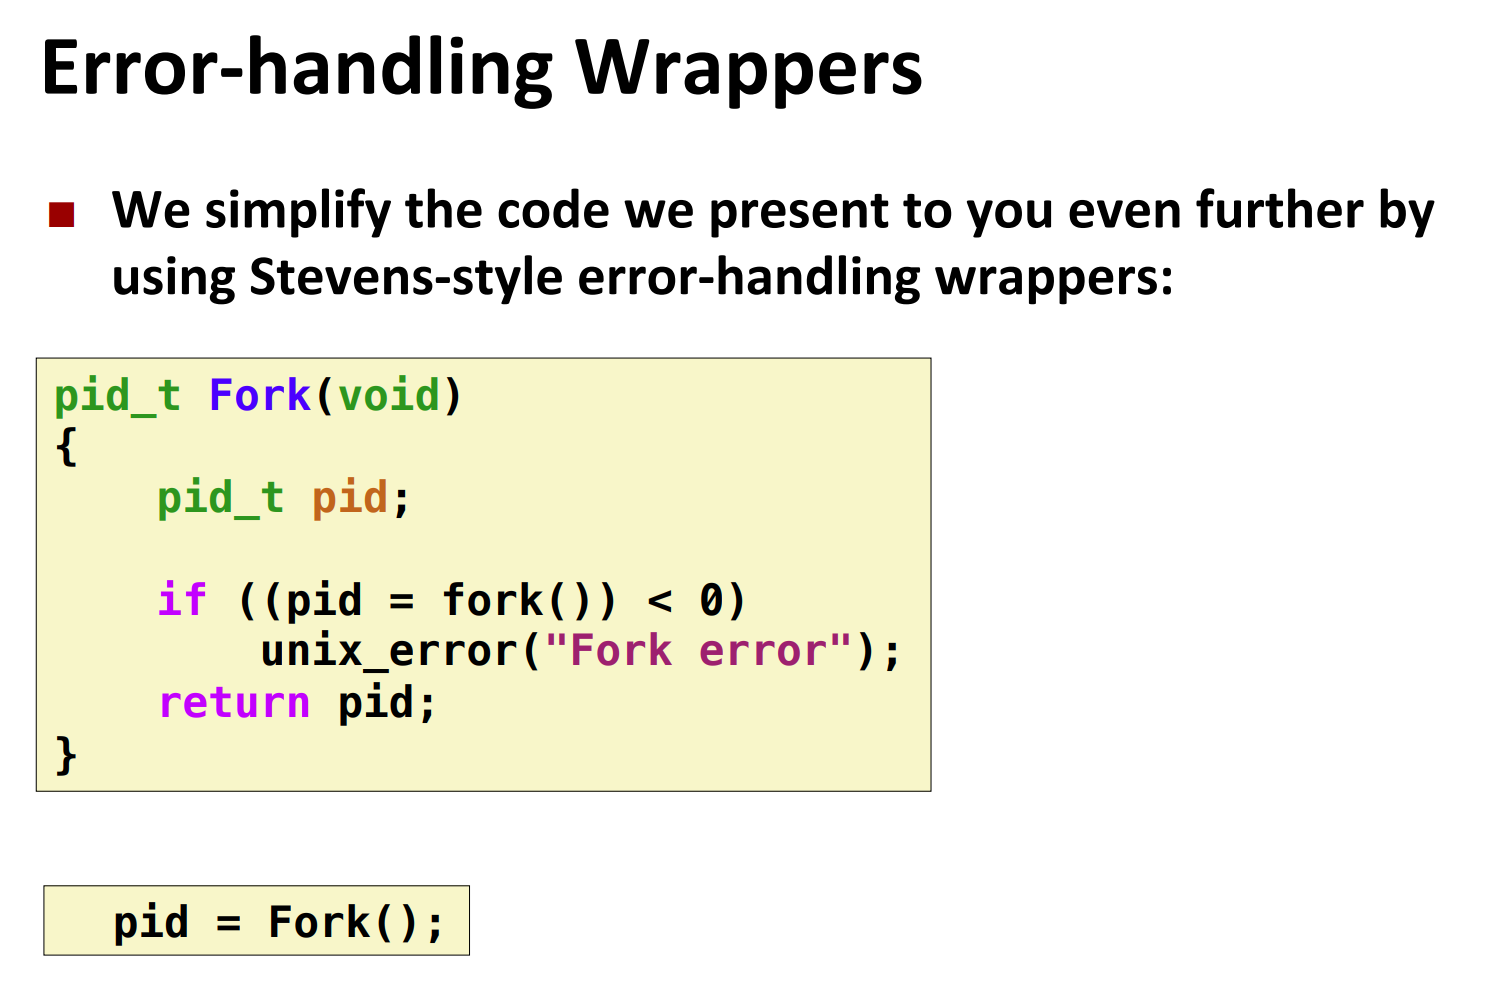 Error-handling Wrappers
We simplify the code we present to you even further by
using Stevens-style error-handling wrappers:
pid_t Fork(void)
{
    pid_t pid;

    if ((pid = fork()) < 0)
        unix_error("Fork error");
    return pid;
}
pid = Fork();